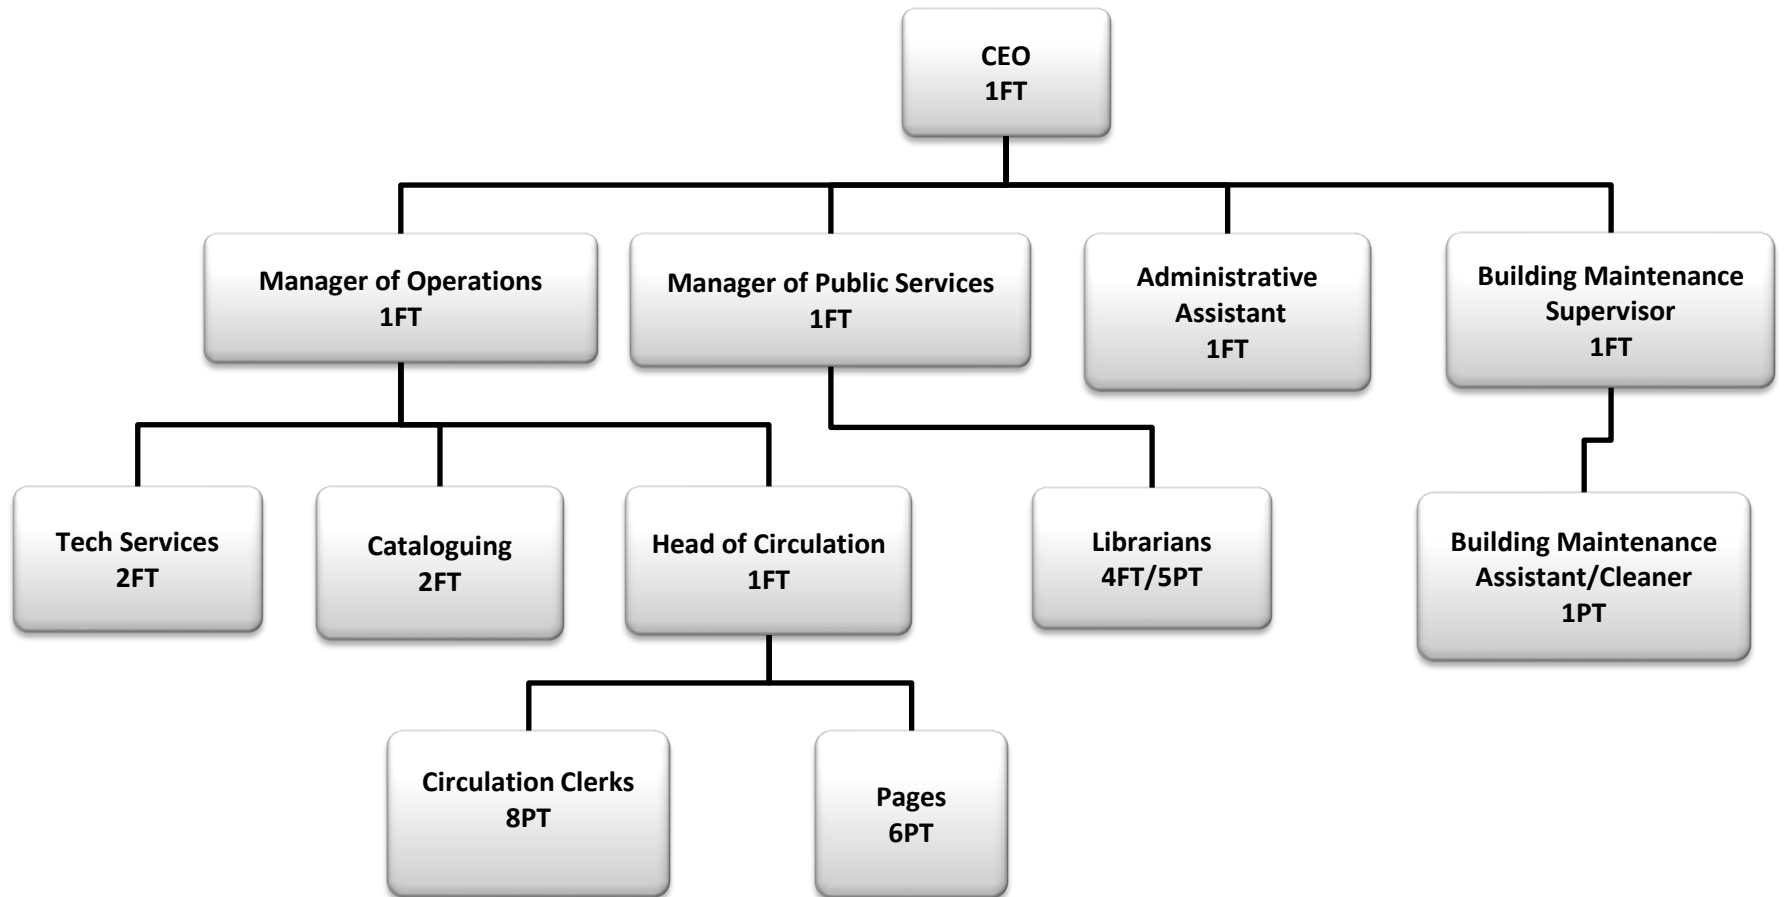 CEO
1FT
Manager of Operations
1FT
Manager of Public Services
1FT
Administrative
Assistant
1FT
Building Maintenance
Supervisor
1FT
Tech Services
2FT
Cataloguing
2FT
Head of Circulation
1FT
Librarians
4FT/5PT
Building Maintenance
Assistant/Cleaner
1PT
Circulation Clerks
8PT
Pages
6PT